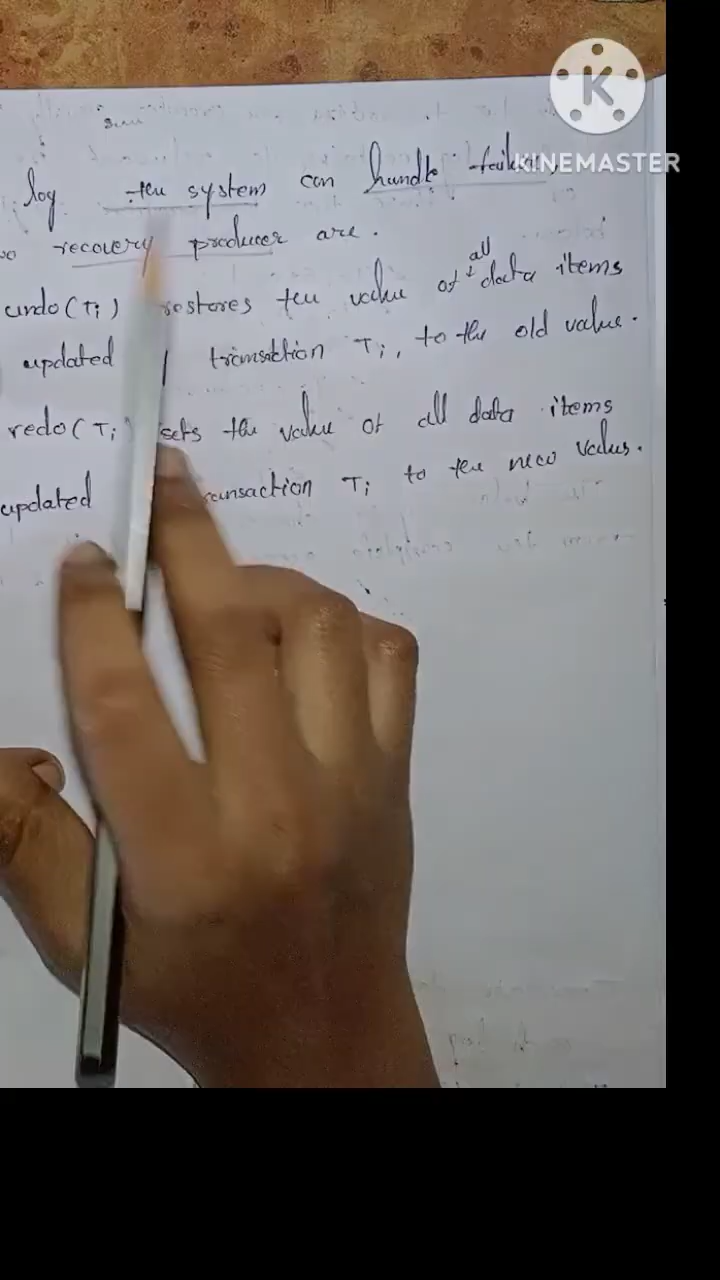 KINEMASTER
log the system can handle failure,
recovery producer are.
undo (Ti) restores the value of all data items
updated transaction Ti, to the old value.
redo (Ti) sets the value of all data items
updated transaction Ti to the new values.